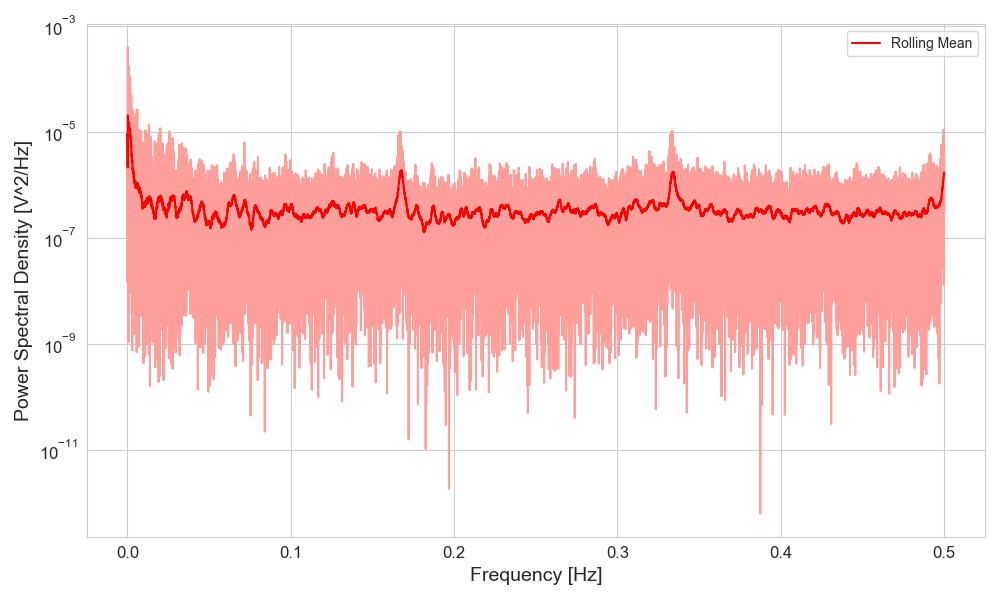 Rolling Mean
10⁻³
10⁻⁵
10⁻⁷
10⁻⁹
10⁻¹¹
Power Spectral Density [V^2/Hz]
0.0 0.1 0.2 0.3 0.4 0.5
Frequency [Hz]